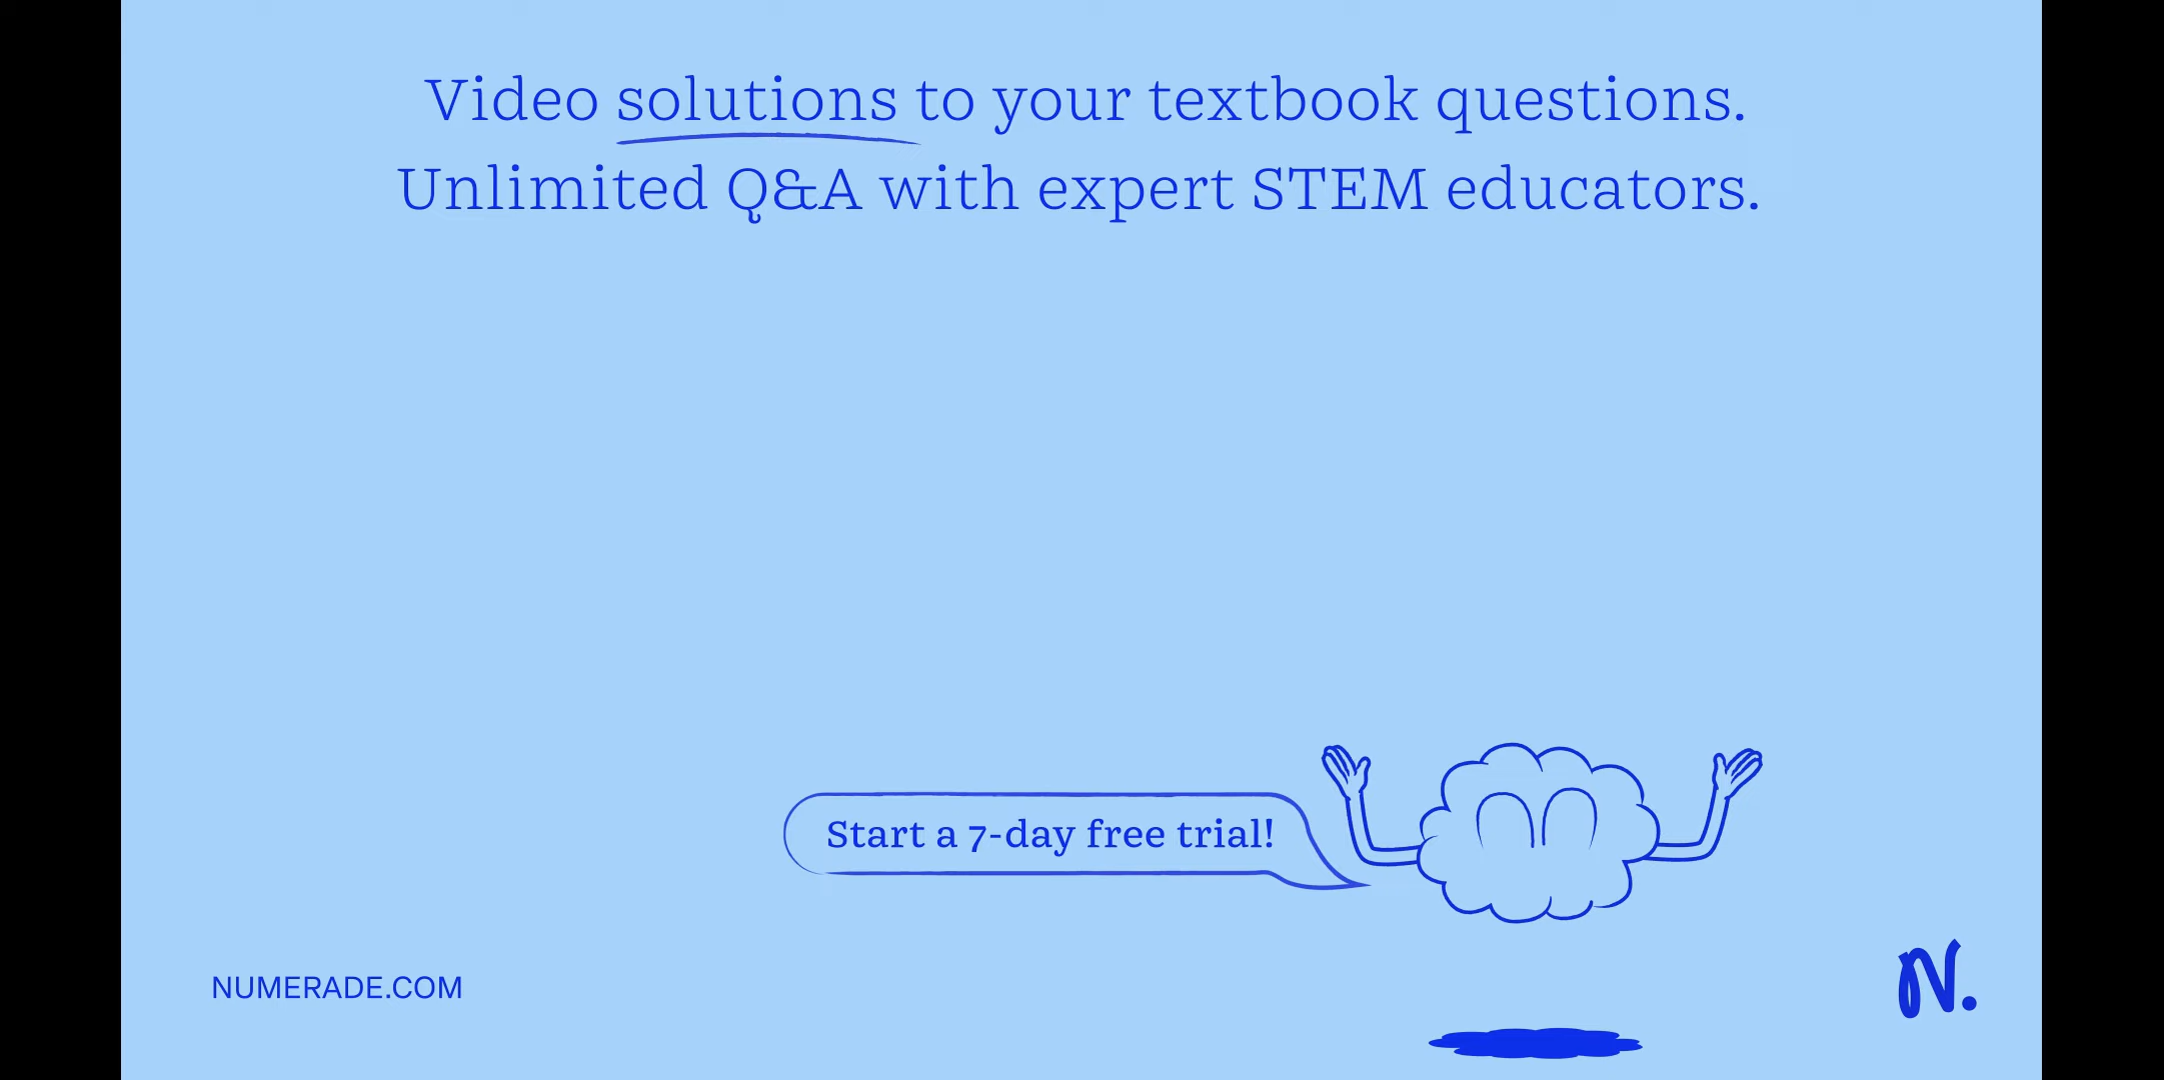 Video solutions to your textbook questions.
Unlimited Q&A with expert STEM educators.
Start a 7-day free trial!
NUMERADE.COM
N.